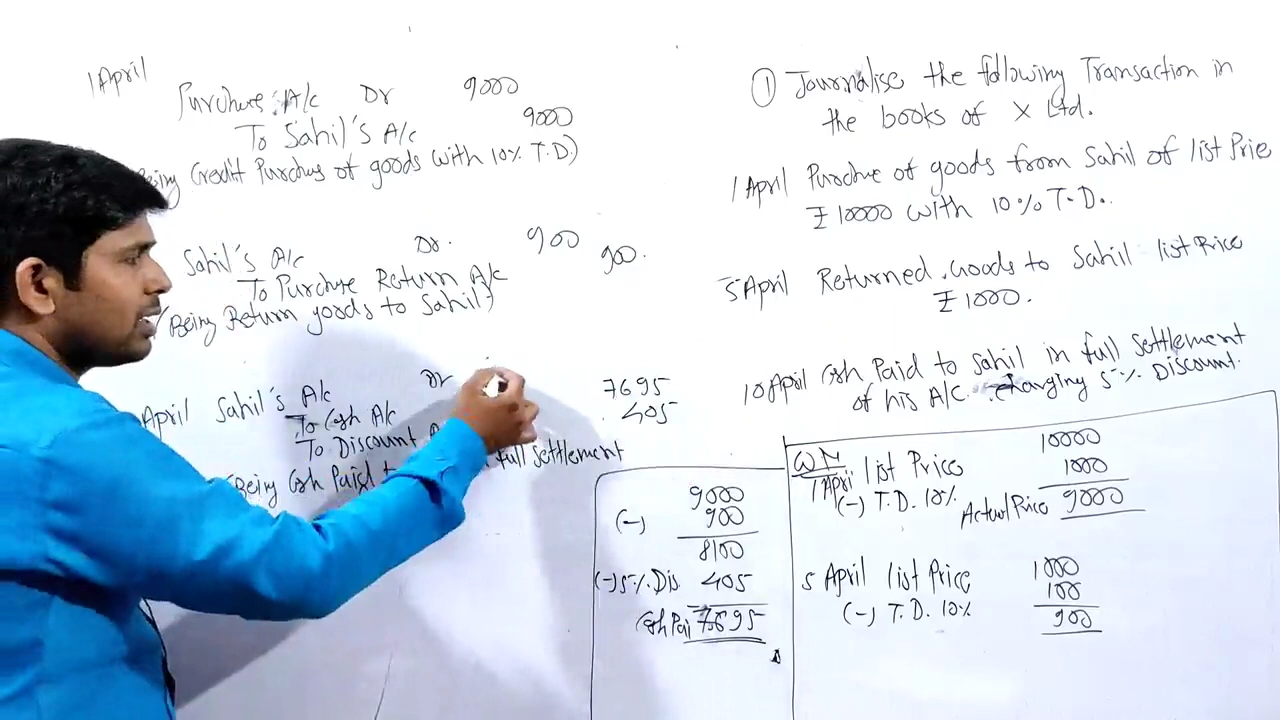 1 April
Purchase A/c Dr 9000
To Sahil's A/c 9000
Being Credit Purchas of goods with 10% T.D.)
Sahil's A/c Dr. 900
To Purchase Return A/c 900.
(Being Return goods to Sahil)
April Sahil's A/c Dr
To Cash A/c 7695
To Discount 405
Being Cash Paid to full Settlement
9000
(-) 900
8100
(-) 5% Dis. 405
Cash Pai 7695
① Journalise the following Transaction in
the books of X Ltd.
1 April Purchase of goods from Sahil of list Price
₹ 10000 with 10% T.D.
5 April Returned Goods to Sahil list Price
₹ 1000.
10 April Cash Paid to Sahil in full Settlement
of his A/c. Changing 5% Discount.
W N
1 April list Price 10000
(-) T.D. 10% 1000
Actual Price 9000
5 April list Price 1000
(-) T.D. 10% 100
900